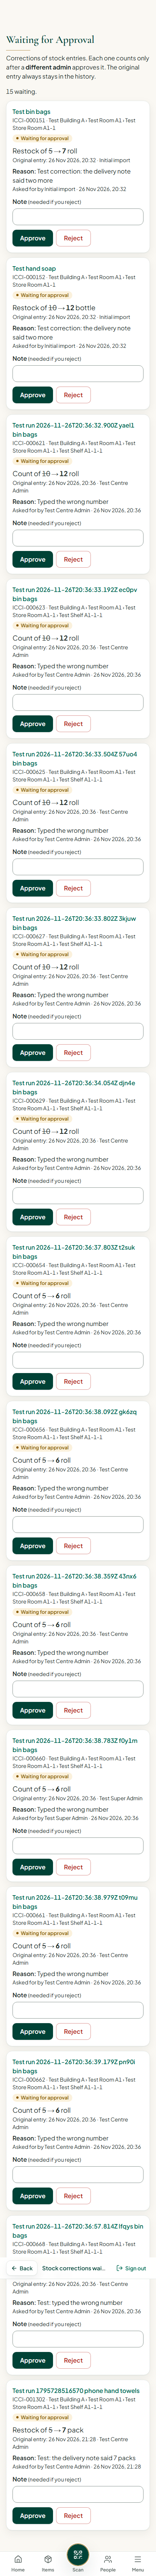 Waiting for Approval
Corrections of stock entries. Each one counts only
after a different admin approves it. The original
entry always stays in the history.
15 waiting.
Test bin bags
ICCI-000151 · Test Building A › Test Room A1 › Test
Store Room A1-1
Waiting for approval
Restock of 5 → 7 roll
Original entry: 26 Nov 2026, 20:32 · Initial import
Reason: Test correction: the delivery note
said two more
Asked for by Initial import · 26 Nov 2026, 20:32
Note (needed if you reject)
Approve Reject
Test hand soap
ICCI-000152 · Test Building A › Test Room A1 › Test
Store Room A1-1
Waiting for approval
Restock of 10 → 12 bottle
Original entry: 26 Nov 2026, 20:32 · Initial import
Reason: Test correction: the delivery note
said two more
Asked for by Initial import · 26 Nov 2026, 20:32
Note (needed if you reject)
Approve Reject
Test run 2026-11-26T20:36:32.900Z yael1
bin bags
ICCI-000621 · Test Building A › Test Room A1 › Test
Store Room A1-1 › Test Shelf A1-1-1
Waiting for approval
Count of 10 → 12 roll
Original entry: 26 Nov 2026, 20:36 · Test Centre
Admin
Reason: Typed the wrong number
Asked for by Test Centre Admin · 26 Nov 2026, 20:36
Note (needed if you reject)
Approve Reject
Test run 2026-11-26T20:36:33.192Z ec0pv
bin bags
ICCI-000623 · Test Building A › Test Room A1 › Test
Store Room A1-1 › Test Shelf A1-1-1
Waiting for approval
Count of 10 → 12 roll
Original entry: 26 Nov 2026, 20:36 · Test Centre
Admin
Reason: Typed the wrong number
Asked for by Test Centre Admin · 26 Nov 2026, 20:36
Note (needed if you reject)
Approve Reject
Test run 2026-11-26T20:36:33.504Z 57uo4
bin bags
ICCI-000625 · Test Building A › Test Room A1 › Test
Store Room A1-1 › Test Shelf A1-1-1
Waiting for approval
Count of 10 → 12 roll
Original entry: 26 Nov 2026, 20:36 · Test Centre
Admin
Reason: Typed the wrong number
Asked for by Test Centre Admin · 26 Nov 2026, 20:36
Note (needed if you reject)
Approve Reject
Test run 2026-11-26T20:36:33.802Z 3kjuw
bin bags
ICCI-000627 · Test Building A › Test Room A1 › Test
Store Room A1-1 › Test Shelf A1-1-1
Waiting for approval
Count of 10 → 12 roll
Original entry: 26 Nov 2026, 20:36 · Test Centre
Admin
Reason: Typed the wrong number
Asked for by Test Centre Admin · 26 Nov 2026, 20:36
Note (needed if you reject)
Approve Reject
Test run 2026-11-26T20:36:34.054Z djn4e
bin bags
ICCI-000629 · Test Building A › Test Room A1 › Test
Store Room A1-1 › Test Shelf A1-1-1
Waiting for approval
Count of 10 → 12 roll
Original entry: 26 Nov 2026, 20:36 · Test Centre
Admin
Reason: Typed the wrong number
Asked for by Test Centre Admin · 26 Nov 2026, 20:36
Note (needed if you reject)
Approve Reject
Test run 2026-11-26T20:36:37.803Z t2suk
bin bags
ICCI-000654 · Test Building A › Test Room A1 › Test
Store Room A1-1 › Test Shelf A1-1-1
Waiting for approval
Count of 5 → 6 roll
Original entry: 26 Nov 2026, 20:36 · Test Centre
Admin
Reason: Typed the wrong number
Asked for by Test Centre Admin · 26 Nov 2026, 20:36
Note (needed if you reject)
Approve Reject
Test run 2026-11-26T20:36:38.092Z gk6zq
bin bags
ICCI-000656 · Test Building A › Test Room A1 › Test
Store Room A1-1 › Test Shelf A1-1-1
Waiting for approval
Count of 5 → 6 roll
Original entry: 26 Nov 2026, 20:36 · Test Centre
Admin
Reason: Typed the wrong number
Asked for by Test Centre Admin · 26 Nov 2026, 20:36
Note (needed if you reject)
Approve Reject
Test run 2026-11-26T20:36:38.359Z 43nx6
bin bags
ICCI-000658 · Test Building A › Test Room A1 › Test
Store Room A1-1 › Test Shelf A1-1-1
Waiting for approval
Count of 5 → 6 roll
Original entry: 26 Nov 2026, 20:36 · Test Centre
Admin
Reason: Typed the wrong number
Asked for by Test Centre Admin · 26 Nov 2026, 20:36
Note (needed if you reject)
Approve Reject
Test run 2026-11-26T20:36:38.783Z f0y1m
bin bags
ICCI-000660 · Test Building A › Test Room A1 › Test
Store Room A1-1 › Test Shelf A1-1-1
Waiting for approval
Count of 5 → 6 roll
Original entry: 26 Nov 2026, 20:36 · Test Super Admin
Reason: Typed the wrong number
Asked for by Test Super Admin · 26 Nov 2026, 20:36
Note (needed if you reject)
Approve Reject
Test run 2026-11-26T20:36:38.979Z t09mu
bin bags
ICCI-000661 · Test Building A › Test Room A1 › Test
Store Room A1-1 › Test Shelf A1-1-1
Waiting for approval
Count of 5 → 6 roll
Original entry: 26 Nov 2026, 20:36 · Test Centre
Admin
Reason: Typed the wrong number
Asked for by Test Centre Admin · 26 Nov 2026, 20:36
Note (needed if you reject)
Approve Reject
Test run 2026-11-26T20:36:39.179Z pn90i
bin bags
ICCI-000662 · Test Building A › Test Room A1 › Test
Store Room A1-1 › Test Shelf A1-1-1
Waiting for approval
Count of 5 → 6 roll
Original entry: 26 Nov 2026, 20:36 · Test Centre
Admin
Reason: Typed the wrong number
Asked for by Test Centre Admin · 26 Nov 2026, 20:36
Note (needed if you reject)
Approve Reject
Test run 2026-11-26T20:36:57.814Z lfqys bin
bags
ICCI-000668 · Test Building A › Test Room A1 › Test
Store Room A1-1 › Test Shelf A1-1-1
Back Stock corrections wai... Sign out
Original entry: 26 Nov 2026, 20:36 · Test Centre
Admin
Reason: Test: typed the wrong number
Asked for by Test Centre Admin · 26 Nov 2026, 20:36
Note (needed if you reject)
Approve Reject
Test run 1795728516570 phone hand towels
ICCI-001302 · Test Building A › Test Room A1 › Test
Store Room A1-1
Waiting for approval
Restock of 5 → 7 pack
Original entry: 26 Nov 2026, 21:28 · Test Centre
Admin
Reason: Test: the delivery note said 7 packs
Asked for by Test Centre Admin · 26 Nov 2026, 21:28
Note (needed if you reject)
Approve Reject
Home Items Scan People Menu